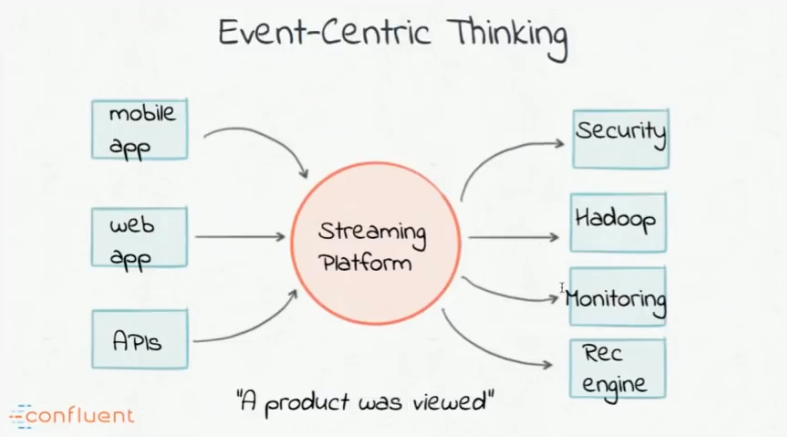 Event-Centric Thinking
mobile
app
web
app
APIs
Streaming
Platform
Security
Hadoop
Monitoring
Rec
engine
"A product was viewed"
confluent